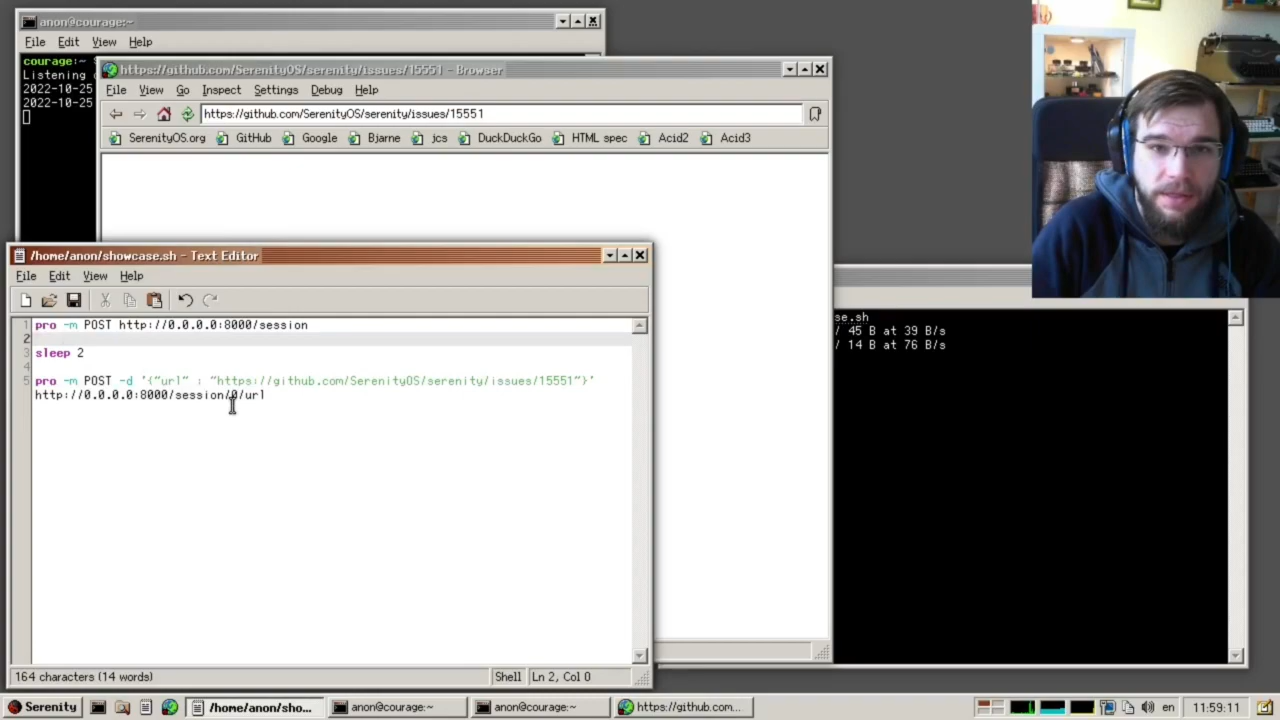 anon@courage:~
File Edit View Help
courage:~
Listening
2022-10-25
2022-10-25
https://github.com/SerenityOS/serenity/issues/15551 - Browser
File View Go Inspect Settings Debug Help
https://github.com/SerenityOS/serenity/issues/15551
SerenityOS.org GitHub Google Bjarne jcs DuckDuckGo HTML spec Acid2 Acid3
/home/anon/showcase.sh - Text Editor
File Edit View Help
1 pro -m POST http://0.0.0.0:8000/session
2
3 sleep 2
4
5 pro -m POST -d '{"url" : "https://github.com/SerenityOS/serenity/issues/15551"}'
http://0.0.0.0:8000/session/0/url
164 characters (14 words) Shell Ln 2, Col 0
se.sh
/ 45 B at 39 B/s
/ 14 B at 76 B/s
Serenity /home/anon/sho... anon@courage:~ anon@courage:~ https://github.com... en 11:59:11